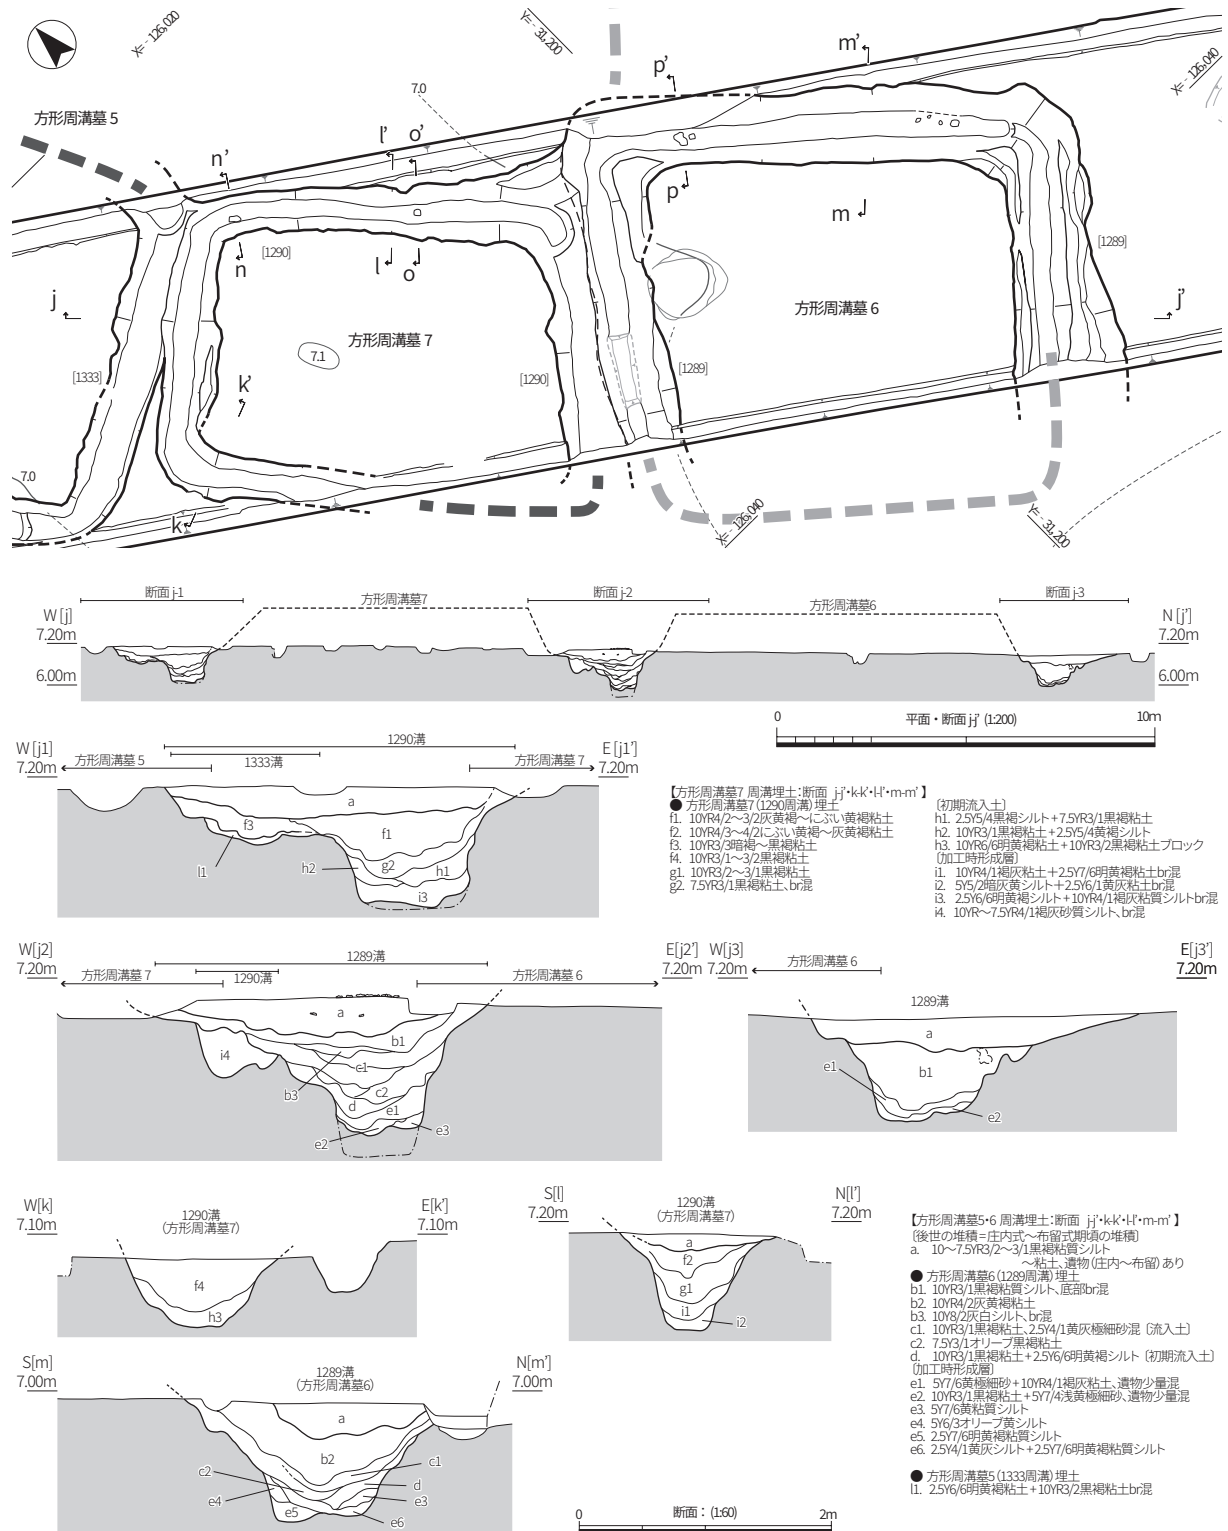 X=-126,020
Y=-31,200
m’
p’
X=-126,040
方形周溝墓5
7.0
l’
o’
n’
p
m
n
[1290]
l
o
[1289]
j
方形周溝墓7
方形周溝墓6
j’
7.1
[1333]
k’
[1290]
[1289]
7.0
k
X=-126,040
Y=-31,200
断面 j-1
方形周溝墓7
断面 j-2
方形周溝墓6
断面 j-3
W [j]
7.20m
6.00m
N [j’]
7.20m
6.00m
0
平面・断面 j-j’ (1:200)
10m
W [j1]
7.20m
1290溝
E [j1’]
7.20m
方形周溝墓5
1333溝
方形周溝墓7
a
f3
f1
g2
h2
h1
l1
i3
【方形周溝墓7 周溝埋土:断面 j-j’・k-k’・l-l’・m-m’】
● 方形周溝墓7(1290周溝)埋土
f1. 10YR4/2〜3/2灰黄褐〜にぶい黄褐粘土
f2. 10YR4/3〜4/2にぶい黄褐〜灰黄褐粘土
f3. 10YR3/3暗褐〜黒褐粘土
f4. 10YR3/1〜3/2黒褐粘土
g1. 10YR3/2〜3/1黒褐粘土
g2. 7.5YR3/1黒褐粘土、br混
〔初期流入土〕
h1. 2.5Y5/4黄褐シルト+7.5YR3/1黒褐粘土
h2. 10YR3/1黒褐粘土+2.5Y5/4黄褐シルト
h3. 10YR6/6明黄褐粘土+10YR3/2黒褐粘土ブロック
〔加工時形成層〕
i1. 10YR4/1褐灰粘土+2.5Y7/6明黄褐粘土br混
i2. 5Y5/2暗灰黄シルト+2.5Y6/1黄灰粘土br混
i3. 2.5Y6/6明黄褐シルト+10YR4/1褐灰粘質シルトbr混
i4. 10YR〜7.5YR4/1褐灰砂質シルト、br混
W[j2]
7.20m
1289溝
E[j2’]
7.20m
方形周溝墓7
1290溝
方形周溝墓6
a
i4
b1
c1
b3
c2
d
e1
e2
e3
W[j3]
7.20m
方形周溝墓6
E[j3’]
7.20m
1289溝
a
b1
e1
e2
W[k]
7.10m
1290溝
(方形周溝墓7)
E[k’]
7.10m
f4
h3
S[l]
7.20m
1290溝
(方形周溝墓7)
N[l’]
7.20m
a
f2
g1
i1
i2
S[m]
7.00m
1289溝
(方形周溝墓6)
N[m’]
7.00m
a
b2
c1
c2
d
e4
e3
e5
e6
【方形周溝墓5・6 周溝埋土:断面 j-j’・k-k’・l-l’・m-m’】
〔後世の堆積=庄内式〜布留式期頃の堆積〕
a. 10〜7.5YR3/2〜3/1黒褐粘質シルト
〜粘土、遺物(庄内〜布留)あり
● 方形周溝墓6(1289周溝)埋土
b1. 10YR3/1黒褐粘質シルト、底部br混
b2. 10YR4/2灰黄褐粘土
b3. 10Y8/2灰白シルト、br混
c1. 10YR3/1黒褐粘土、2.5Y4/1黄灰極細砂混〔流入土〕
c2. 7.5Y3/1オリーブ黒褐粘土
d. 10YR3/1黒褐粘土+2.5Y6/6明黄褐シルト〔初期流入土〕
〔加工時形成層〕
e1. 5Y7/6黄極細砂+10YR4/1褐灰粘土、遺物少量混
e2. 10YR3/1黒褐粘土+5Y7/4浅黄極細砂、遺物少量混
e3. 5Y7/6黄粘質シルト
e4. 5Y6/3オリーブ黄シルト
e5. 2.5Y7/6明黄褐粘質シルト
e6. 2.5Y4/1黄灰シルト+2.5Y7/6明黄褐粘質シルト
● 方形周溝墓5(1333周溝)埋土
l1. 2.5Y6/6明黄褐粘土+10YR3/2黒褐粘土br混
0
断面: (1:60)
2m